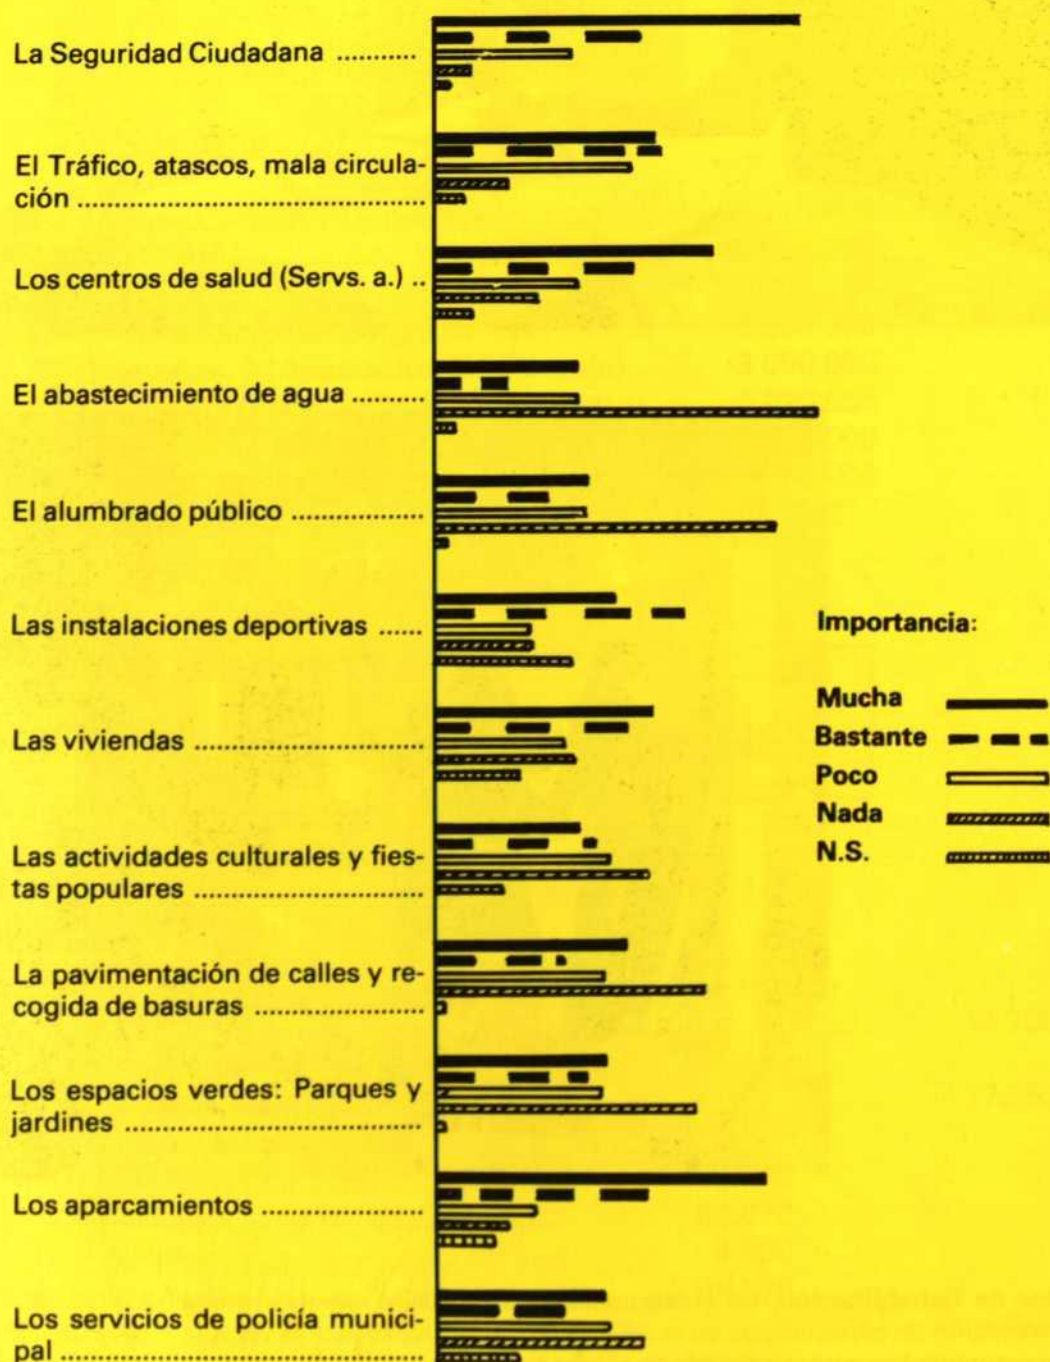 La Seguridad Ciudadana ...........
El Tráfico, atascos, mala circula-
ción ...............................................
Los centros de salud (Servs. a.) ..
El abastecimiento de agua ..........
El alumbrado público ..................
Las instalaciones deportivas ......
Las viviendas ...............................
Las actividades culturales y fies-
tas populares ...............................
La pavimentación de calles y re-
cogida de basuras .......................
Los espacios verdes: Parques y
jardines ........................................
Los aparcamientos ......................
Los servicios de policía munici-
pal .................................................
Importancia:
Mucha
Bastante
Poco
Nada
N.S.